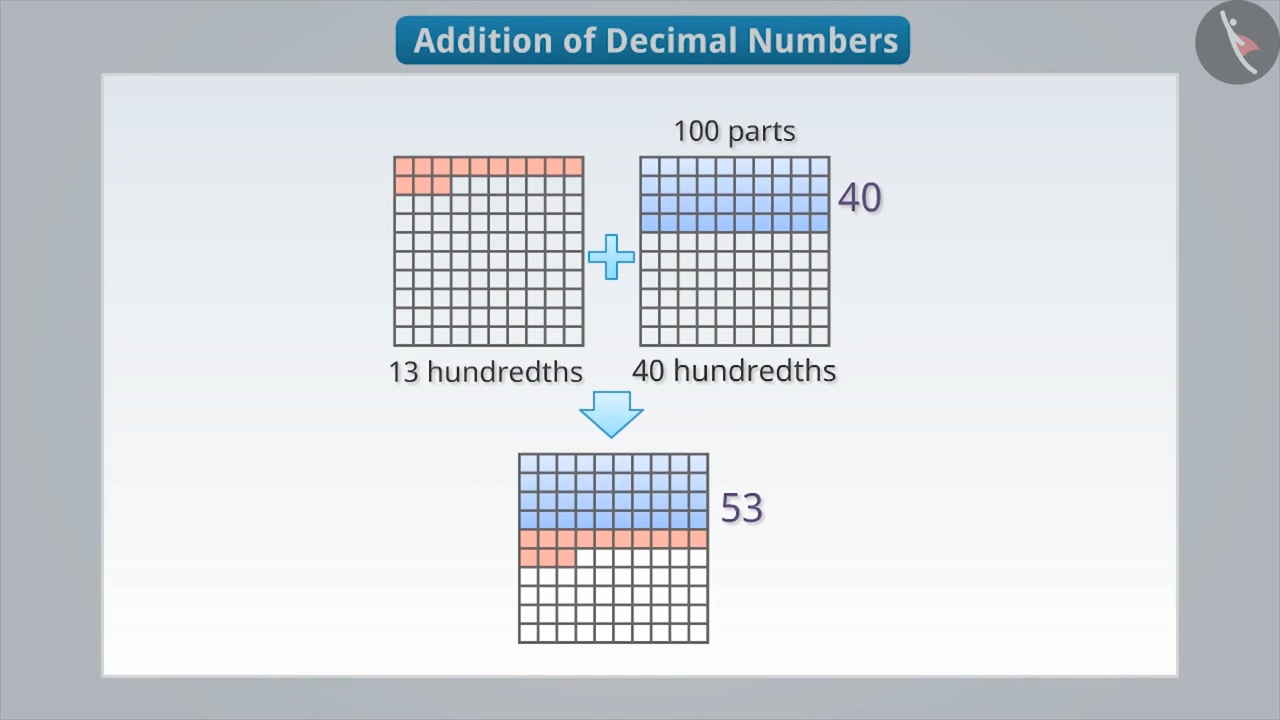 Addition of Decimal Numbers
100 parts
40
13 hundredths
40 hundredths
53